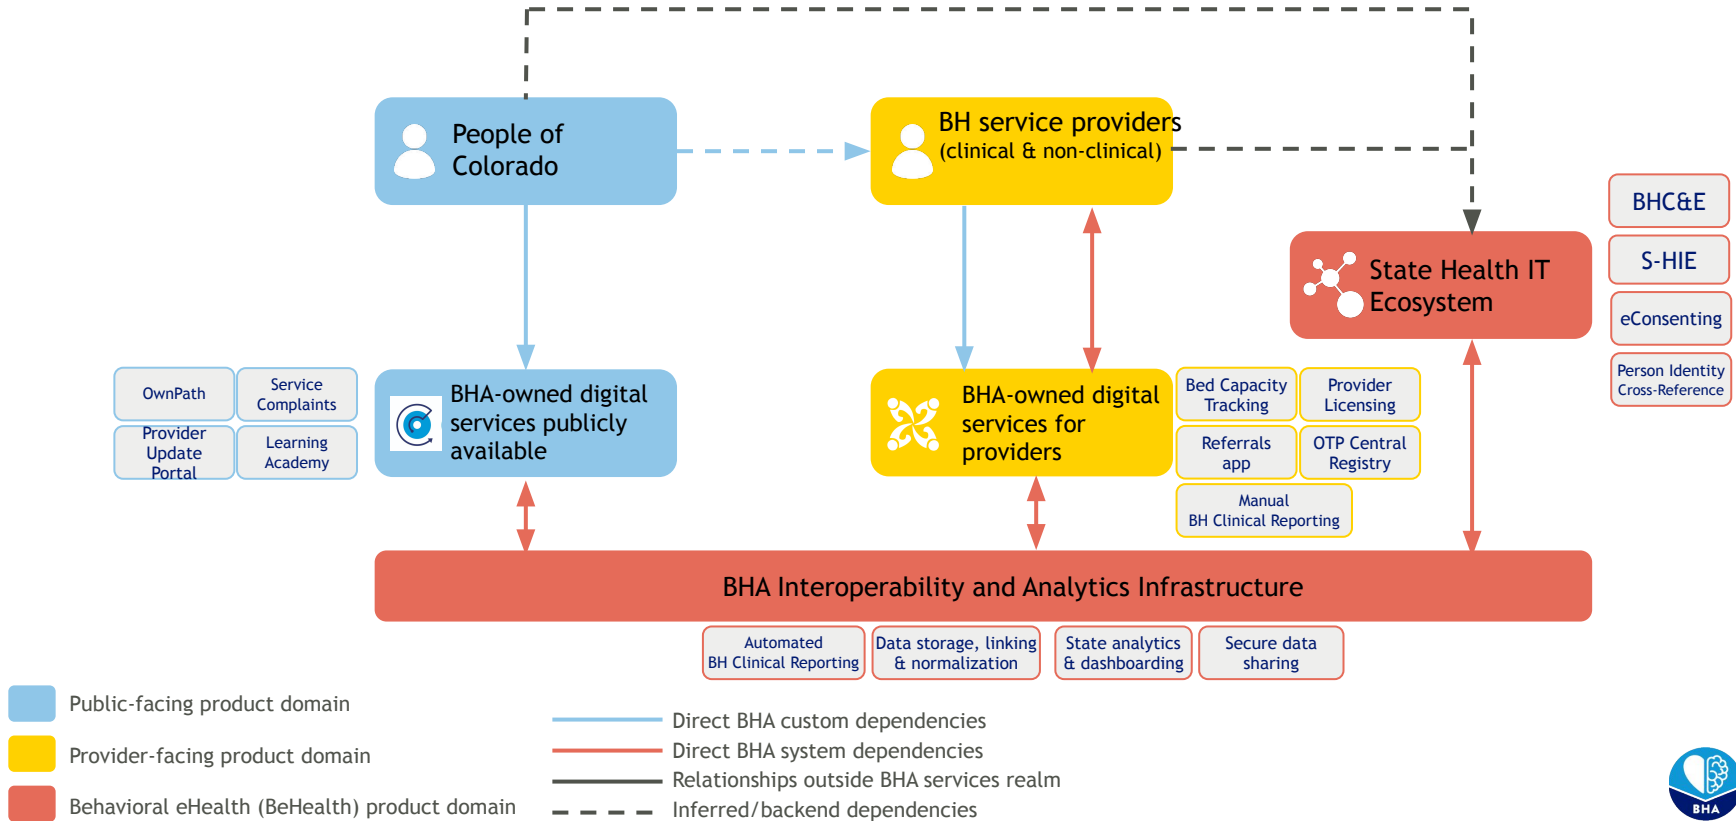 People of
Colorado
BH service providers
(clinical & non-clinical)
State Health IT
Ecosystem
BHC&E
S-HIE
eConsenting
Person Identity
Cross-Reference
OwnPath
Service
Complaints
Provider
Update
Portal
Learning
Academy
BHA-owned digital
services publicly
available
BHA-owned digital
services for
providers
Bed Capacity
Tracking
Provider
Licensing
Referrals
app
OTP Central
Registry
Manual
BH Clinical Reporting
BHA Interoperability and Analytics Infrastructure
Automated
BH Clinical Reporting
Data storage, linking
& normalization
State analytics
& dashboarding
Secure data
sharing
Public-facing product domain
Provider-facing product domain
Behavioral eHealth (BeHealth) product domain
Direct BHA custom dependencies
Direct BHA system dependencies
Relationships outside BHA services realm
Inferred/backend dependencies
BHA